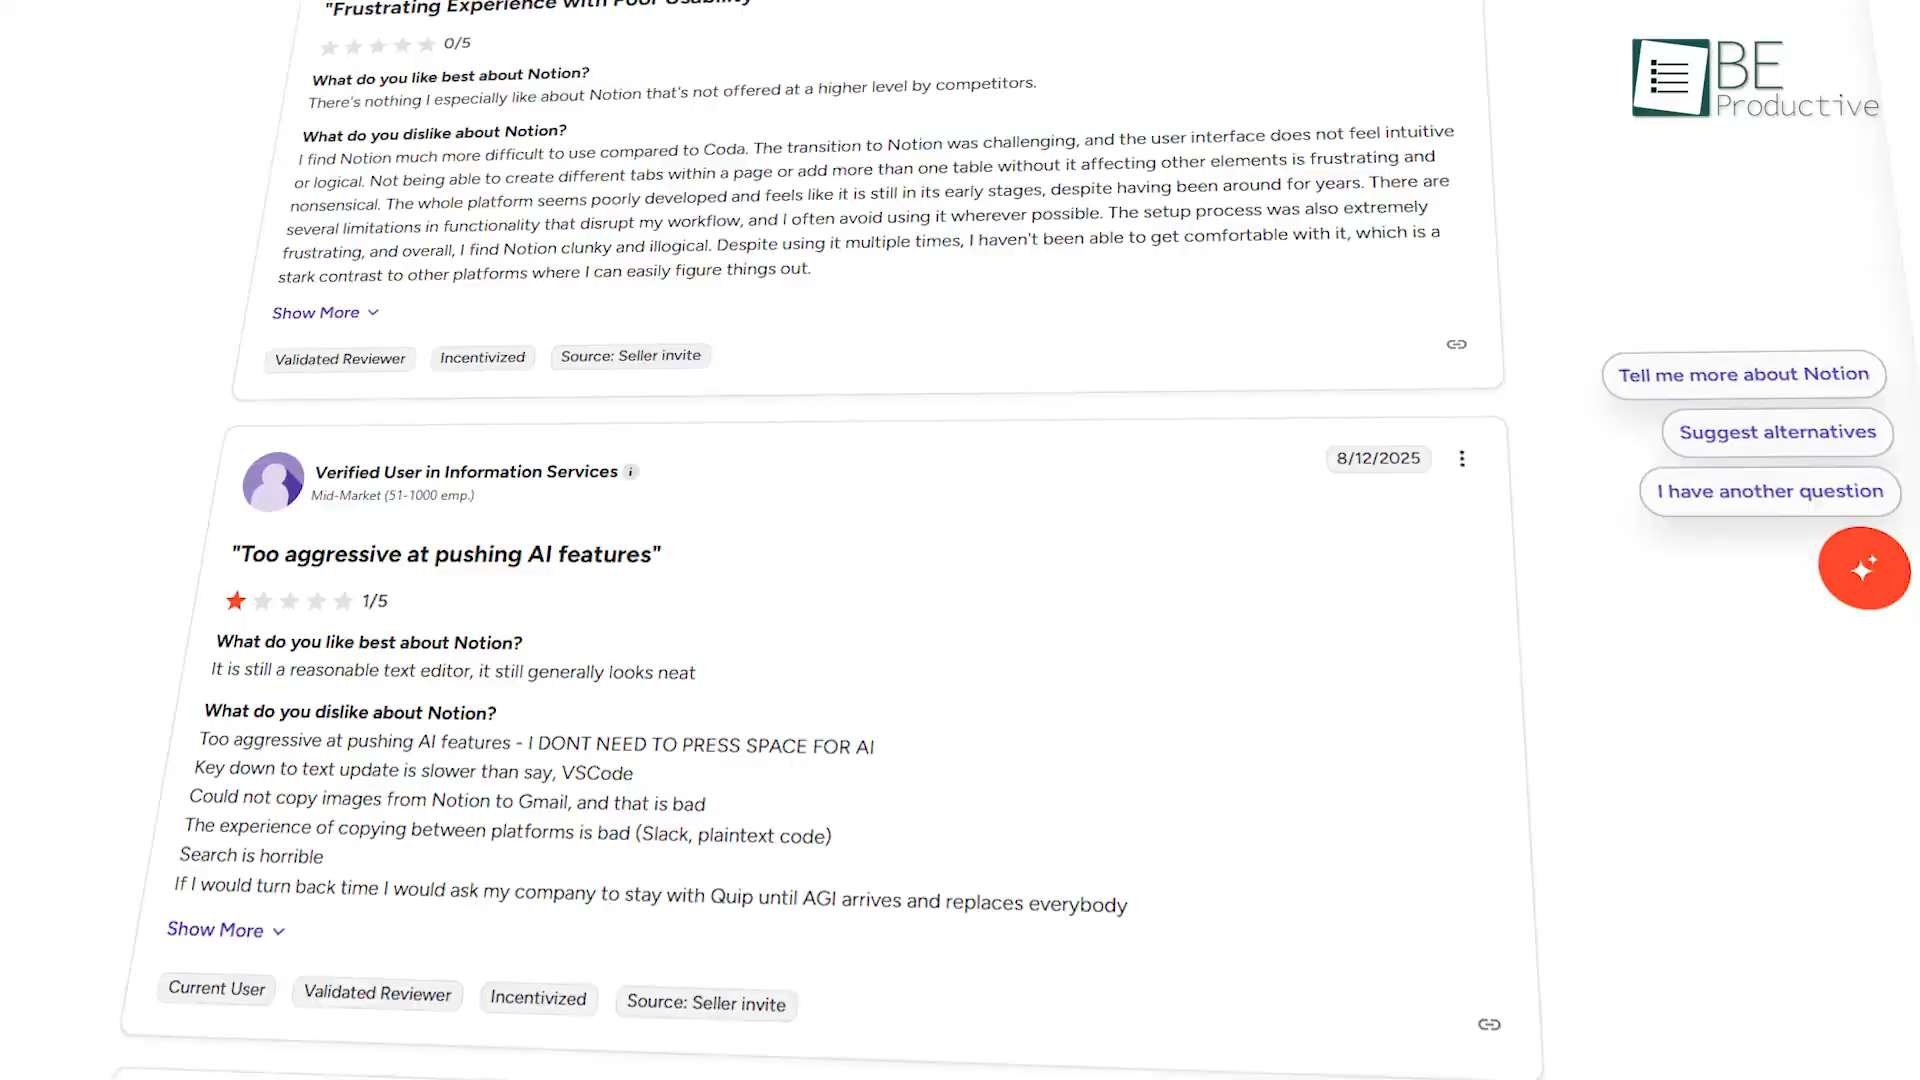 "Frustrating Experience with Poor Usability
0/5
What do you like best about Notion?
There's nothing I especially like about Notion that's not offered at a higher level by competitors.
What do you dislike about Notion?
I find Notion much more difficult to use compared to Coda. The transition to Notion was challenging, and the user interface does not feel intuitive
or logical. Not being able to create different tabs within a page or add more than one table without it affecting other elements is frustrating and
nonsensical. The whole platform seems poorly developed and feels like it is still in its early stages, despite having been around for years. There are
several limitations in functionality that disrupt my workflow, and I often avoid using it wherever possible. The setup process was also extremely
frustrating, and overall, I find Notion clunky and illogical. Despite using it multiple times, I haven't been able to get comfortable with it, which is a
stark contrast to other platforms where I can easily figure things out.
Show More
Validated Reviewer
Incentivized
Source: Seller invite
BE
Productive
Tell me more about Notion
Suggest alternatives
I have another question
Verified User in Information Services
i
Mid-Market (51-1000 emp.)
8/12/2025
"Too aggressive at pushing AI features"
1/5
What do you like best about Notion?
It is still a reasonable text editor, it still generally looks neat
What do you dislike about Notion?
Too aggressive at pushing AI features - I DONT NEED TO PRESS SPACE FOR AI
Key down to text update is slower than say, VSCode
Could not copy images from Notion to Gmail, and that is bad
The experience of copying between platforms is bad (Slack, plaintext code)
Search is horrible
If I would turn back time I would ask my company to stay with Quip until AGI arrives and replaces everybody
Show More
Current User
Validated Reviewer
Incentivized
Source: Seller invite